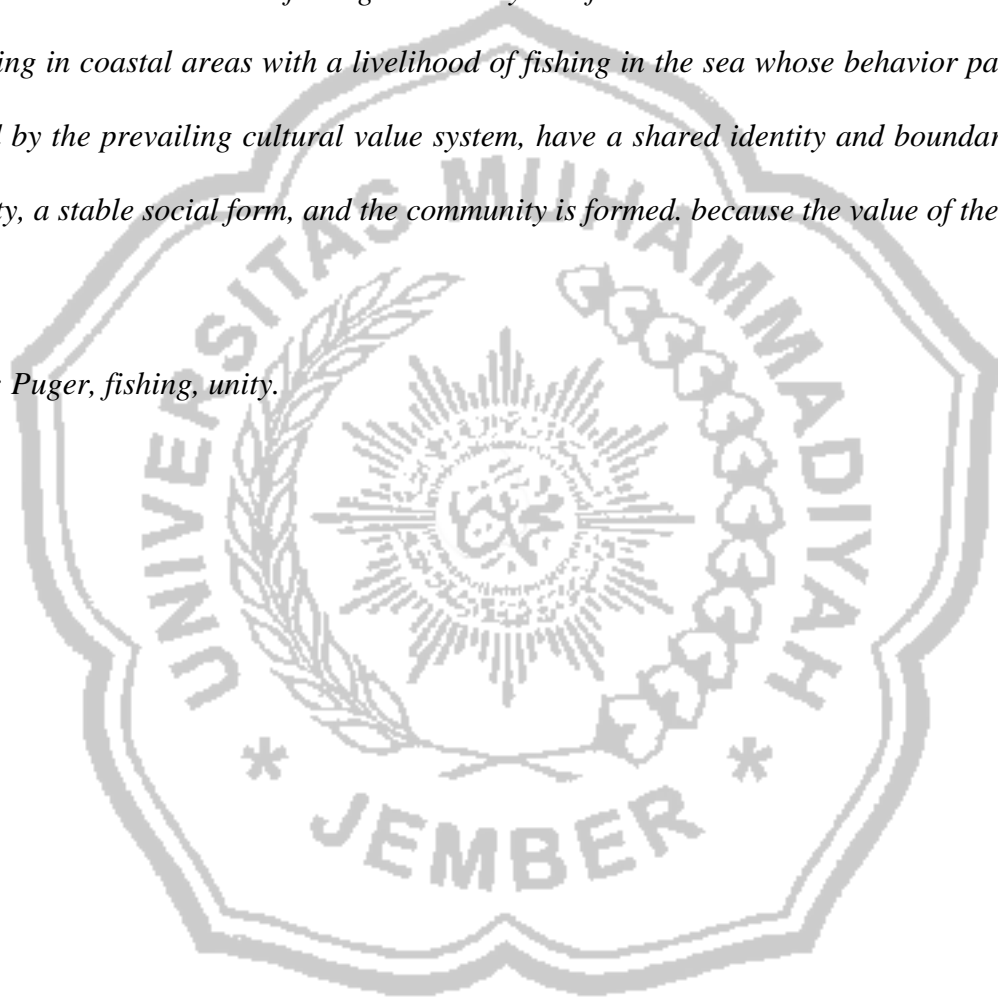 ing in coastal areas with a livelihood of fishing in the sea whose behavior pa
by the prevailing cultural value system, have a shared identity and boundar
ty, a stable social form, and the community is formed. because the value of the
Puger, fishing, unity.
UNIVERSITAS MUHAMMADIYAH
* JEMBER *